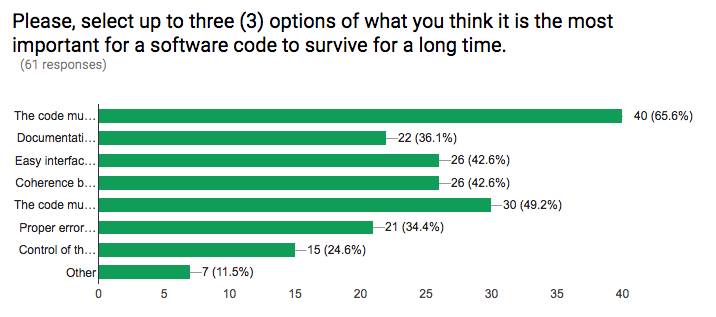 Please, select up to three (3) options of what you think it is the most
important for a software code to survive for a long time.
(61 responses)
The code mu... 40 (65.6%)
Documentati... 22 (36.1%)
Easy interfac... 26 (42.6%)
Coherence b... 26 (42.6%)
The code mu... 30 (49.2%)
Proper error... 21 (34.4%)
Control of th... 15 (24.6%)
Other 7 (11.5%)
0 5 10 15 20 25 30 35 40